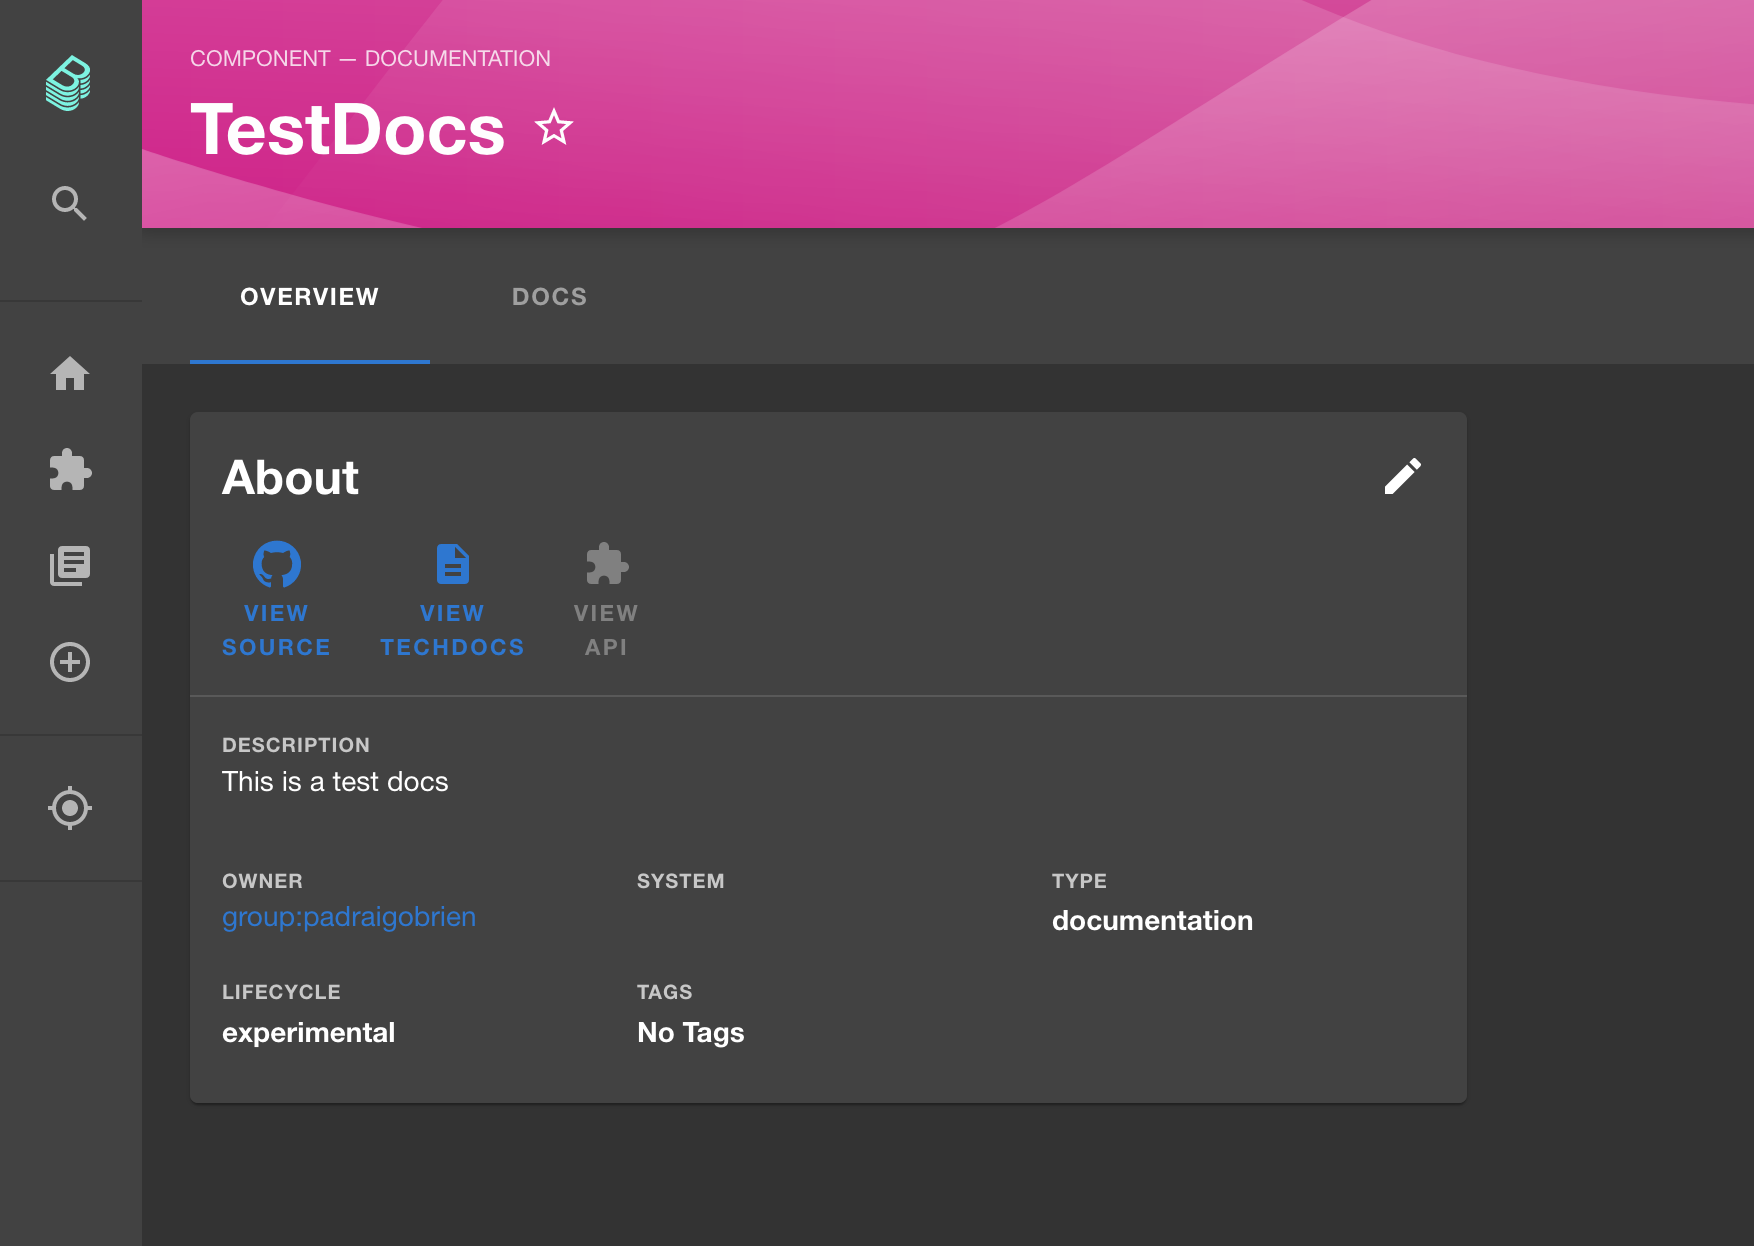 COMPONENT — DOCUMENTATION
TestDocs
OVERVIEW DOCS
About
VIEW SOURCE
VIEW TECHDOCS
VIEW API
DESCRIPTION
This is a test docs
OWNER
group:padraigobrien
SYSTEM
TYPE
documentation
LIFECYCLE
experimental
TAGS
No Tags